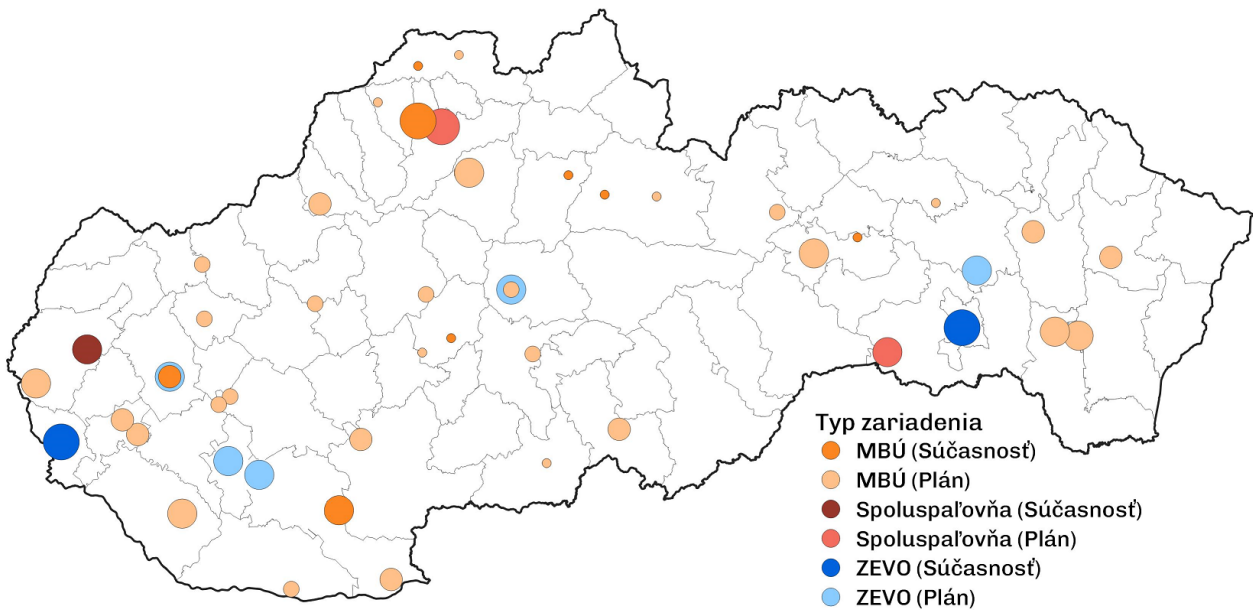 Typ zariadenia
MBÚ (Súčasnosť)
MBÚ (Plán)
Spoluspaľovňa (Súčasnosť)
Spoluspaľovňa (Plán)
ZEVO (Súčasnosť)
ZEVO (Plán)